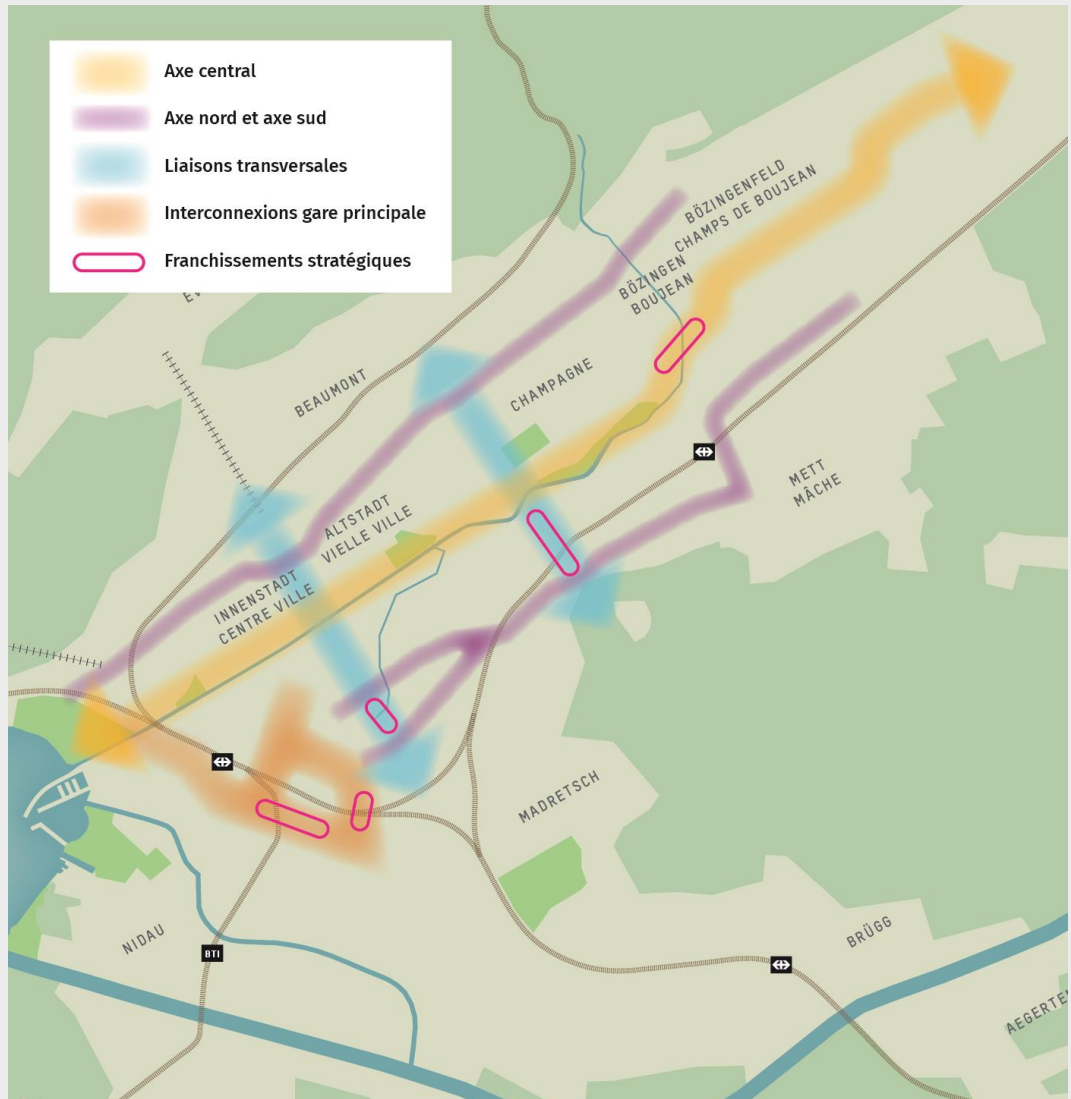 Axe central
Axe nord et axe sud
Liaisons transversales
Interconnexions gare principale
Franchissements stratégiques
BÖZINGENFELD
CHAMPS DE BOUJEAN
BÖZINGEN
BOUJEAN
BEAUMONT
CHAMPAGNE
METT
MÂCHE
ALTSTADT
VIELLE VILLE
INNENSTADT
CENTRE VILLE
MADRETSCH
NIDAU
BTI
BRÜGG